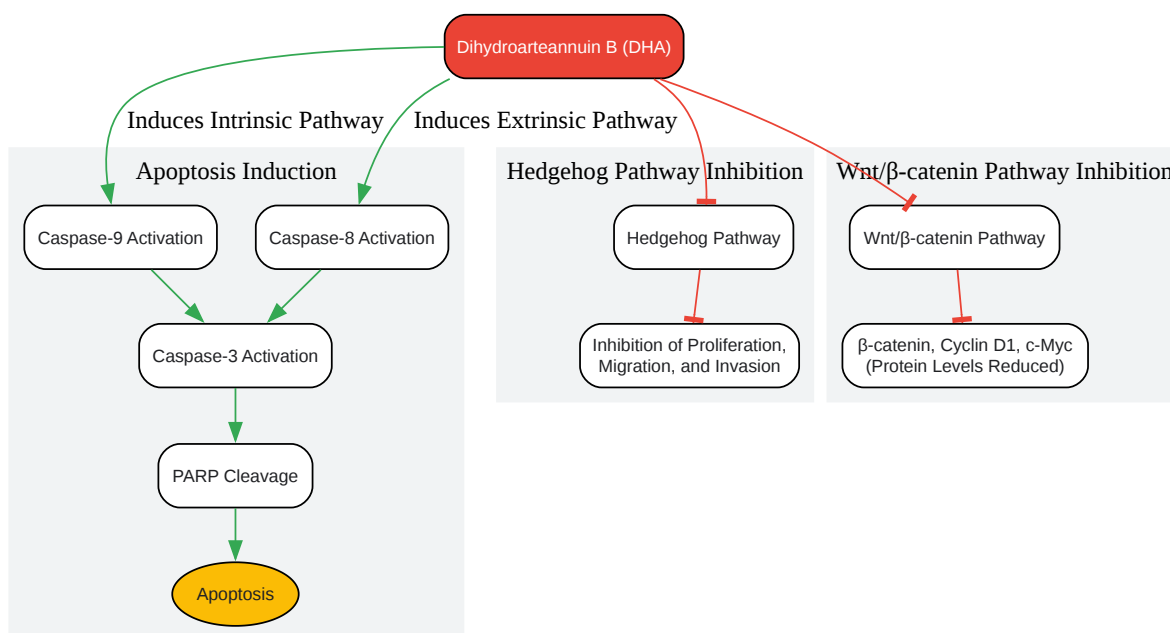 Dihydroarteannuin B (DHA)
Induces Intrinsic Pathway
Induces Extrinsic Pathway
Apoptosis Induction
Hedgehog Pathway Inhibition
Wnt/β-catenin Pathway Inhibition
Caspase-9 Activation
Caspase-8 Activation
Hedgehog Pathway
Wnt/β-catenin Pathway
Caspase-3 Activation
Inhibition of Proliferation,
Migration, and Invasion
β-catenin, Cyclin D1, c-Myc
(Protein Levels Reduced)
PARP Cleavage
Apoptosis